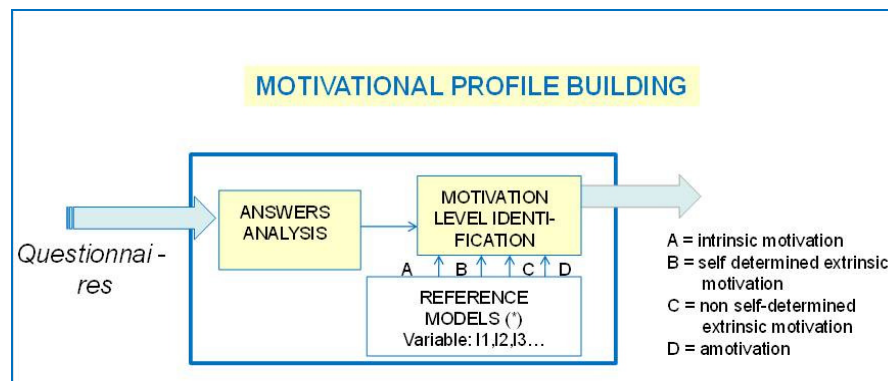 MOTIVATIONAL PROFILE BUILDING
Questionnai -
res
ANSWERS
ANALYSIS
MOTIVATION
LEVEL IDENTI-
FICATION
A B C D
REFERENCE
MODELS (*)
Variable: I1,I2,I3...
A = intrinsic motivation
B = self determined extrinsic
motivation
C = non self-determined
extrinsic motivation
D = amotivation